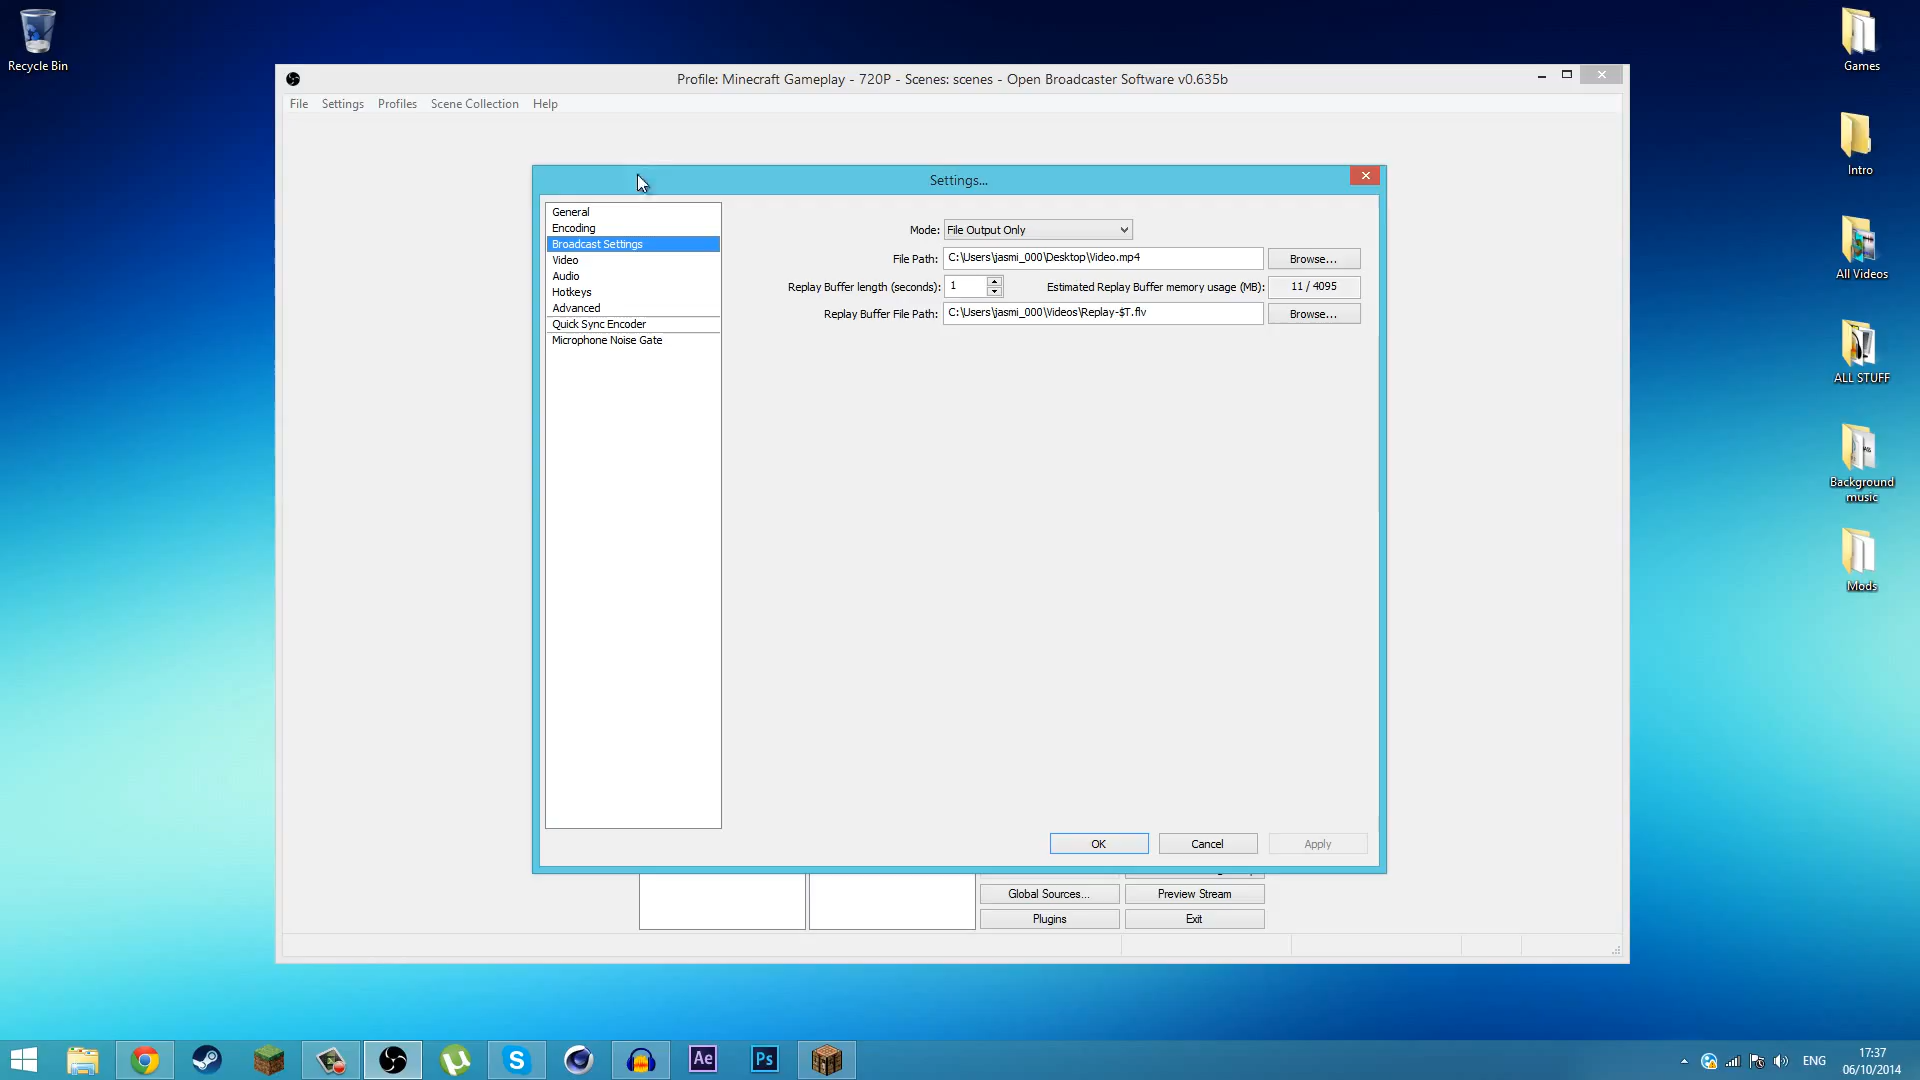 Recycle Bin
Games
Intro
All Videos
ALL STUFF
Background
music
Mods
Profile: Minecraft Gameplay - 720P - Scenes: scenes - Open Broadcaster Software v0.635b
File Settings Profiles Scene Collection Help
Settings...
General
Encoding
Broadcast Settings
Video
Audio
Hotkeys
Advanced
Quick Sync Encoder
Microphone Noise Gate
Mode: File Output Only
File Path: C:\Users\jasmi_000\Desktop\Video.mp4 Browse...
Replay Buffer length (seconds): 1 Estimated Replay Buffer memory usage (MB): 11 / 4095
Replay Buffer File Path: C:\Users\jasmi_000\Videos\Replay-$T.flv Browse...
OK Cancel Apply
Global Sources... Preview Stream
Plugins Exit
Ae Ps
ENG
17:37
06/10/2014